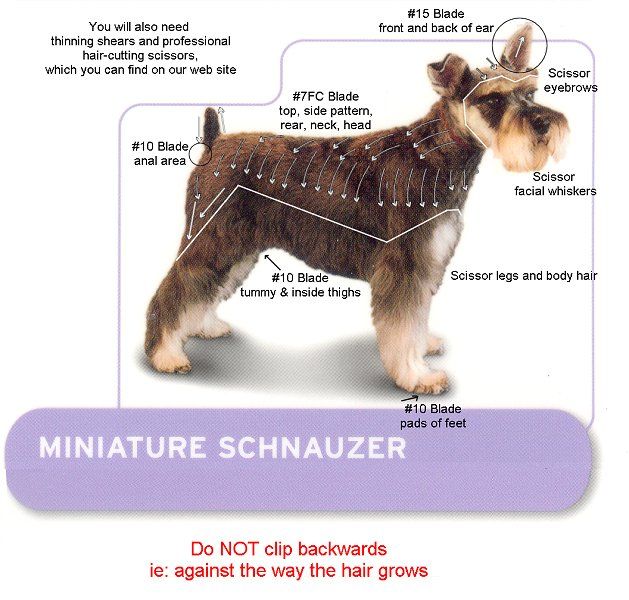 You will also need
thinning shears and professional
hair-cutting scissors,
which you can find on our web site
#15 Blade
front and back of ear
Scissor
eyebrows
#7FC Blade
top, side pattern,
rear, neck, head
#10 Blade
anal area
Scissor
facial whiskers
#10 Blade
tummy & inside thighs
Scissor legs and body hair
#10 Blade
pads of feet
MINIATURE SCHNAUZER
Do NOT clip backwards
ie: against the way the hair grows